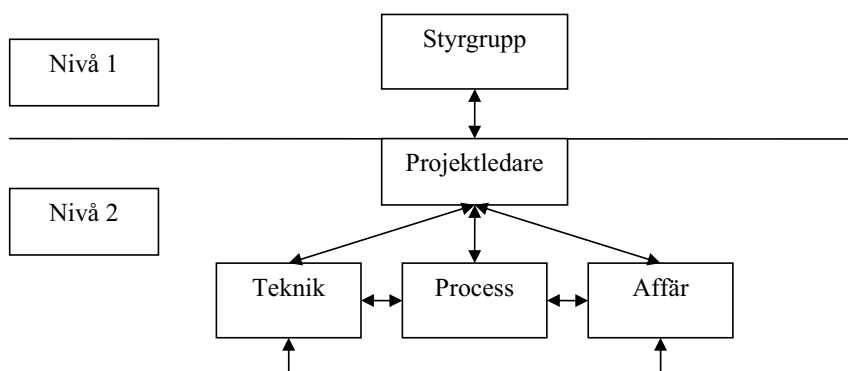 Styrgrupp
Nivå 1
Projektledare
Nivå 2
Teknik
Process
Affär